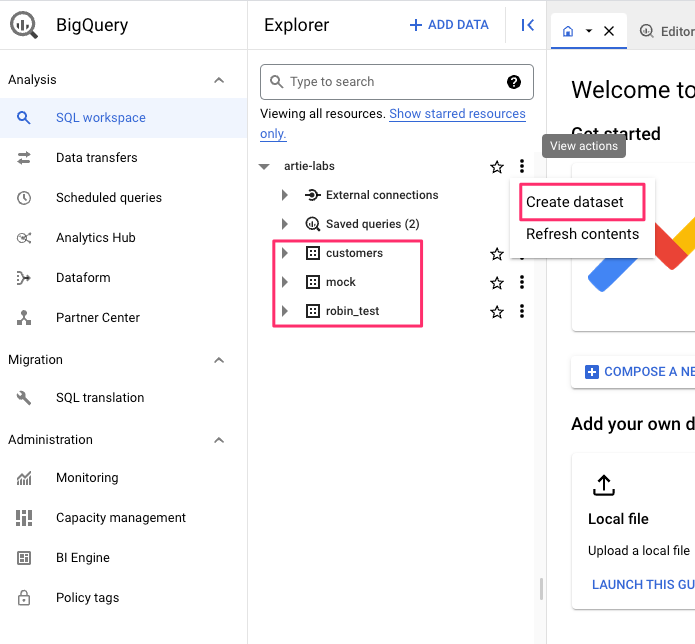 BigQuery
Analysis
SQL workspace
Data transfers
Scheduled queries
Analytics Hub
Dataform
Partner Center
Migration
SQL translation
Administration
Monitoring
Capacity management
BI Engine
Policy tags
Explorer
+ ADD DATA
Type to search
?
Viewing all resources. Show starred resources
only.
artie-labs
External connections
Saved queries (2)
customers
mock
robin_test
View actions
Create dataset
Refresh contents
Editor
Welcome to
Get started
COMPOSE A NE
Add your own d
Local file
Upload a local file
LAUNCH THIS GU